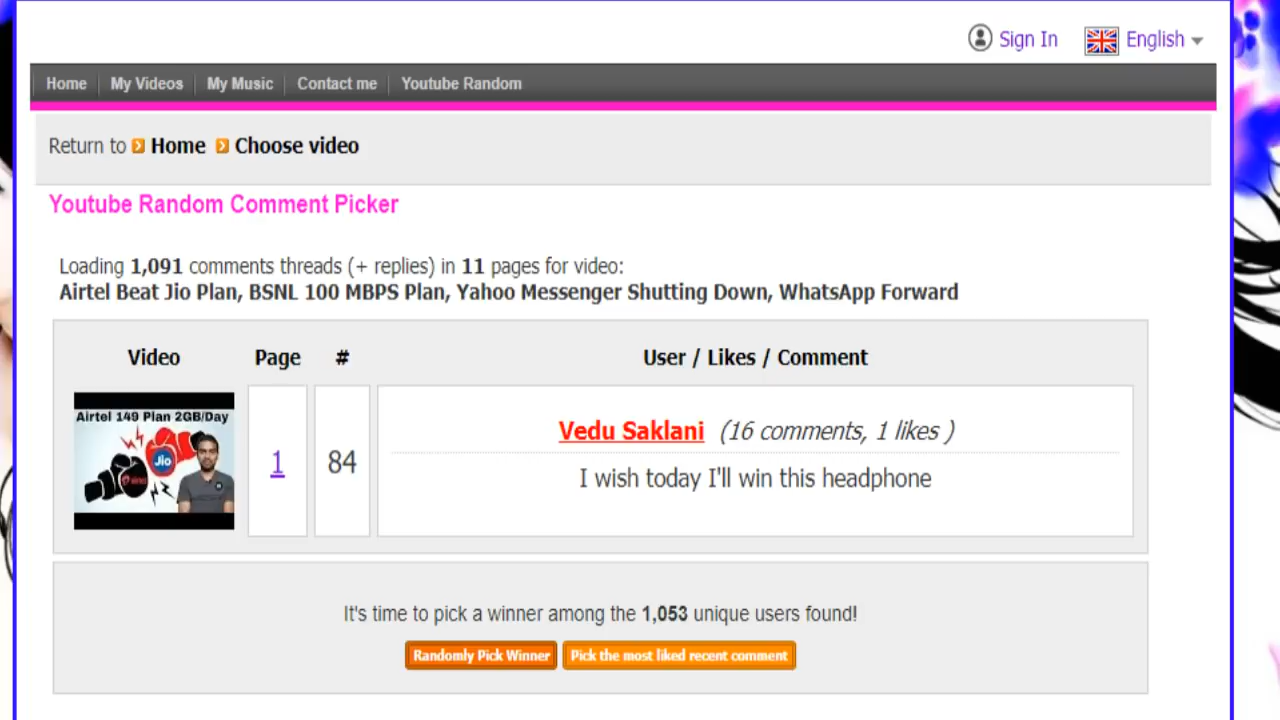 Sign In
English
Home
My Videos
My Music
Contact me
Youtube Random
Return to Home Choose video
Youtube Random Comment Picker
Loading 1,091 comments threads (+ replies) in 11 pages for video:
Airtel Beat Jio Plan, BSNL 100 MBPS Plan, Yahoo Messenger Shutting Down, WhatsApp Forward
Video Page # User / Likes / Comment
Airtel 149 Plan 2GB/Day
Jio
airtel
1
84
Vedu Saklani (16 comments, 1 likes )
I wish today I'll win this headphone
It's time to pick a winner among the 1,053 unique users found!
Randomly Pick Winner
Pick the most liked recent comment